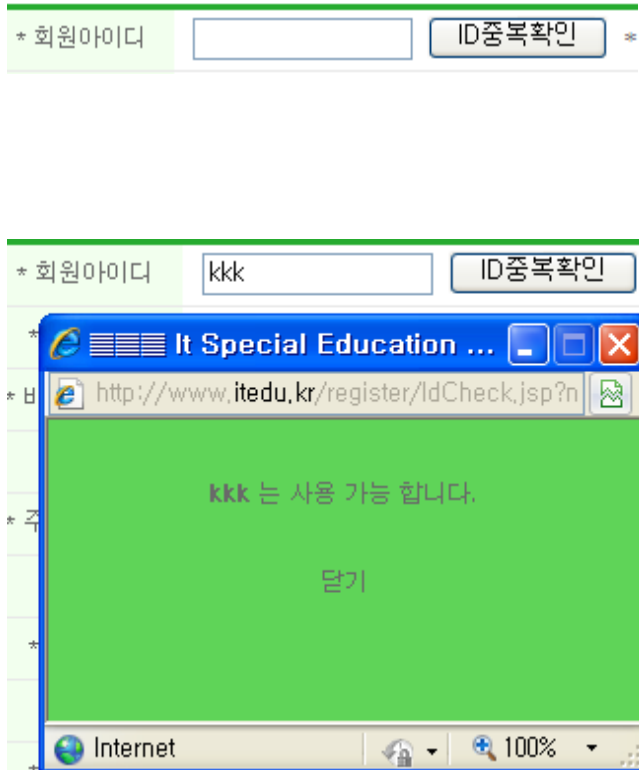 * 회원아이디 ID중복확인 *
* 회원아이디 kkk ID중복확인
*
It Special Education ...
* 비
http://www.itedu.kr/register/IdCheck.jsp?n
kkk 는 사용 가능 합니다.
* 주
닫기
*
Internet 100%
*